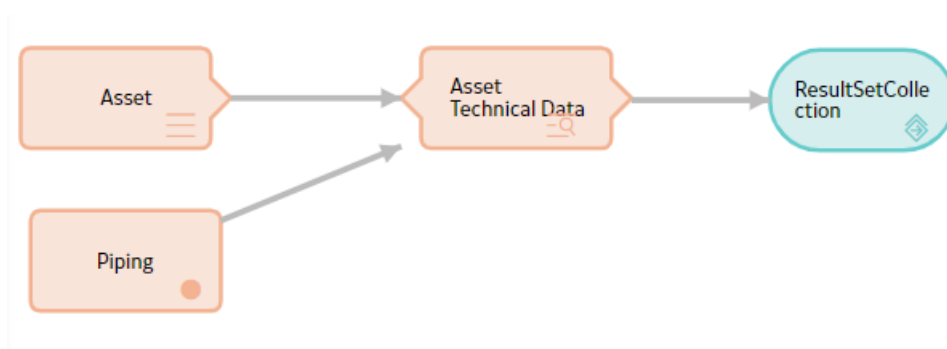 Asset
Asset
Technical Data
ResultSetColle
ction
Piping